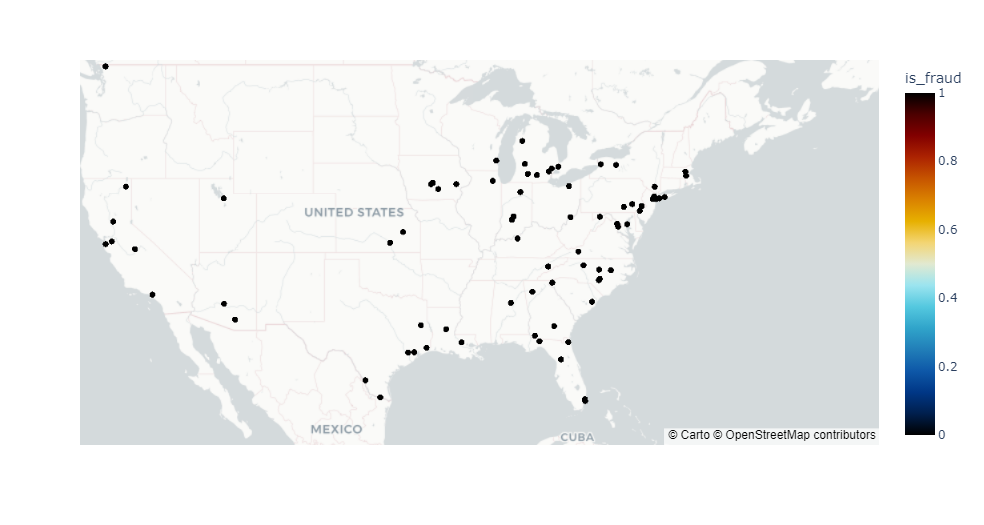 is_fraud
1
0.8
0.6
0.4
0.2
0
UNITED STATES
MEXICO
CUBA
© Carto © OpenStreetMap contributors